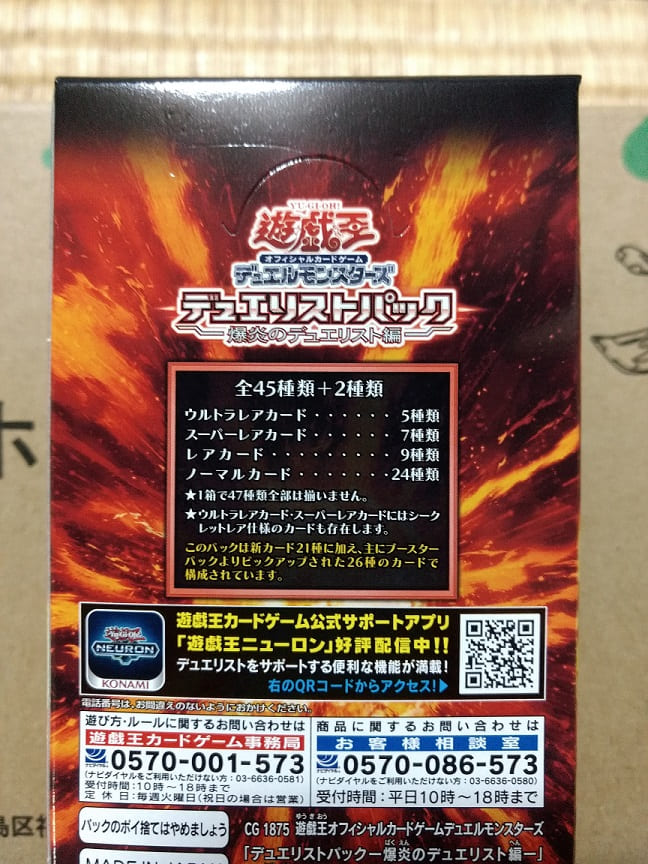 YU-GI-OH!
遊戯王
オフィシャルカードゲーム
デュエルモンスターズ
デュエリストパック
爆炎のデュエリスト編
全45種類+2種類
ウルトラレアカード・・・・・・ 5種類
スーパーレアカード・・・・・・ 7種類
レアカード・・・・・・・・・・ 9種類
ノーマルカード・・・・・・・24種類
★1箱で47種類全部は揃いません。
★ウルトラレアカード・スーパーレアカードにはシーク
レットレア仕様のカードも存在します。
このパックは新カード21種に加え、主にブースター
パックよりピックアップされた26種のカードで
構成されています。
Yu-Gi-Oh!
NEURON
KONAMI
遊戯王カードゲーム公式サポートアプリ
「遊戯王ニューロン」好評配信中!!
デュエリストをサポートする便利な機能が満載!
右のQRコードからアクセス!▶
電話番号は、お間違えのないようにおかけください。
遊び方・ルールに関するお問い合わせは
遊戯王カードゲーム事務局
0570-001-573
(ナビダイヤルをご利用いただけない方:03-6636-0581)
受付時間:10時~18時まで
定休日:毎週火曜日(祝日の場合は営業)
商品に関するお問い合わせは
お客様相談室
0570-086-573
(ナビダイヤルをご利用いただけない方:03-6636-0580)
受付時間:平日10時~18時まで
パックのポイ捨てはやめましょう
CG 1875 遊戯王オフィシャルカードゲームデュエルモンスターズ
「デュエリストパックー爆炎のデュエリスト編ー」
MADE IN JAPAN
ホ
島区